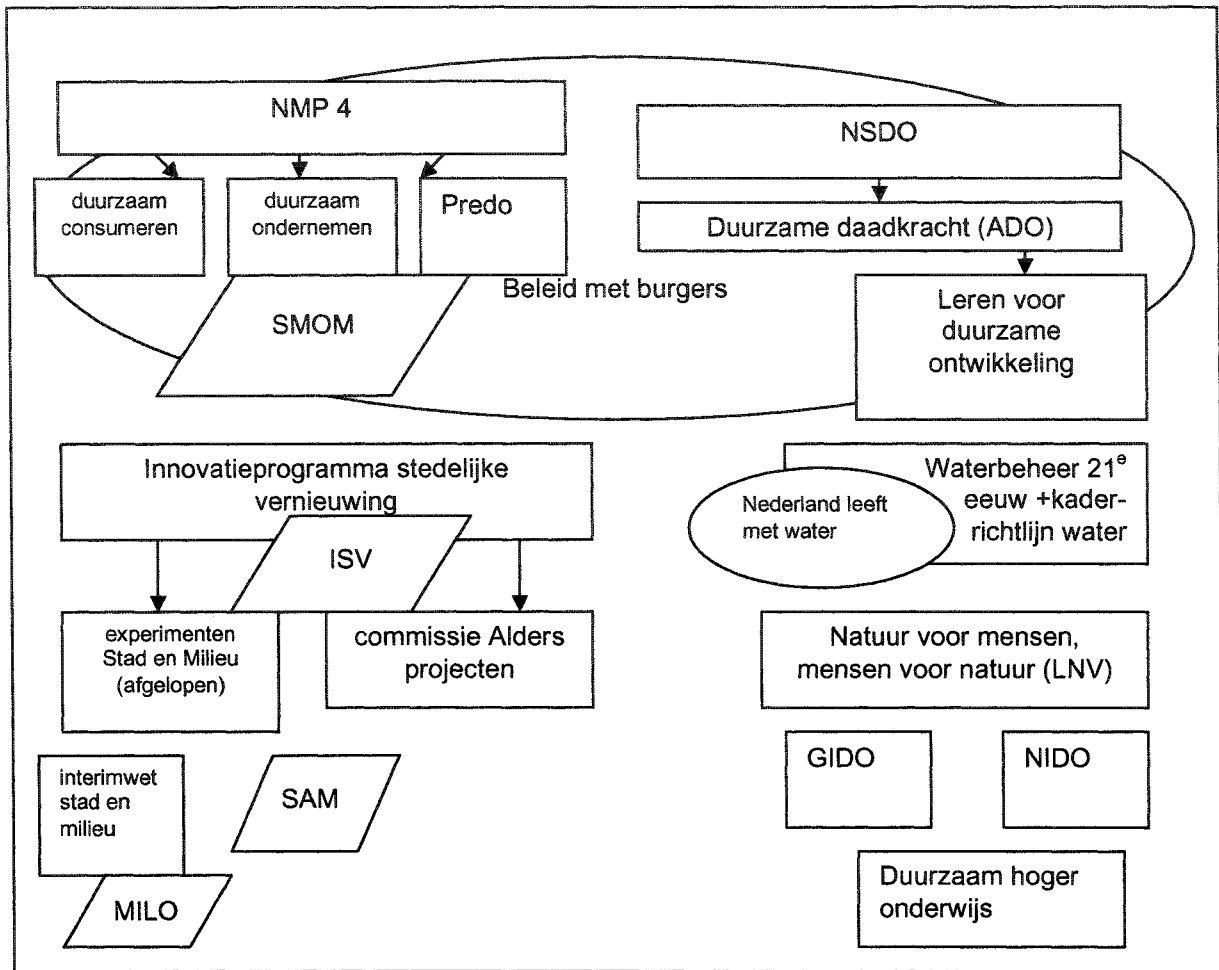 NMP 4
NSDO
duurzaam
consumeren
duurzaam
ondernemen
Predo
Duurzame daadkracht (ADO)
Beleid met burgers
SMOM
Leren voor
duurzame
ontwikkeling
Innovatieprogramma stedelijke
vernieuwing
ISV
Waterbeheer 21e
eeuw +kader-
richtlijn water
Nederland leeft
met water
experimenten
Stad en Milieu
(afgelopen)
commissie Alders
projecten
Natuur voor mensen,
mensen voor natuur (LNV)
interimwet
stad en
milieu
SAM
GIDO
NIDO
MILO
Duurzaam hoger
onderwijs